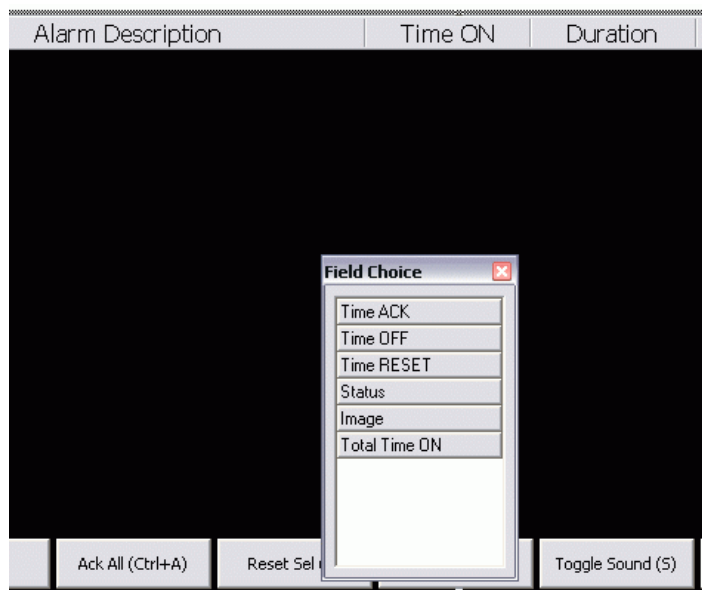 Alarm Description Time ON Duration
Field Choice
Time ACK
Time OFF
Time RESET
Status
Image
Total Time ON
Ack All (Ctrl+A) Reset Sel Toggle Sound (S)